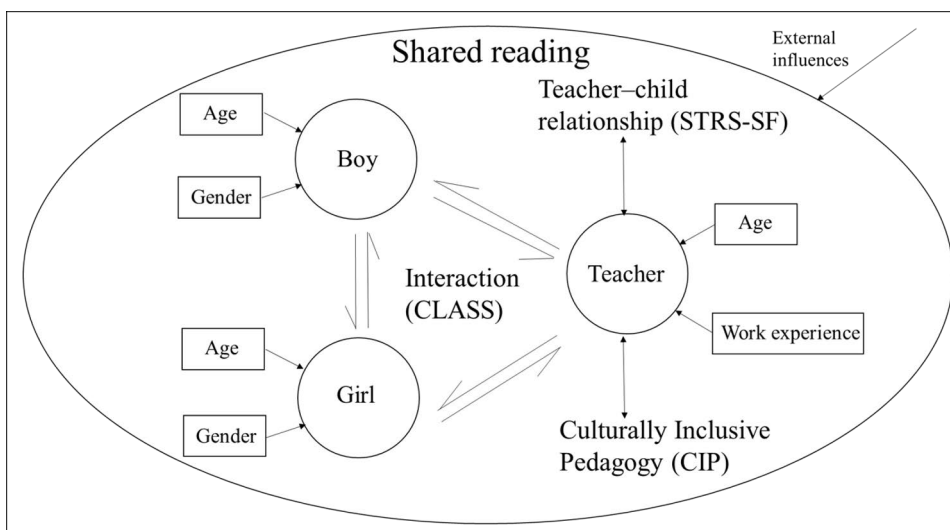 Shared reading
External
influences
Teacher–child
relationship (STRS-SF)
Age
Boy
Gender
Age
Teacher
Interaction
(CLASS)
Work experience
Age
Girl
Gender
Culturally Inclusive
Pedagogy (CIP)